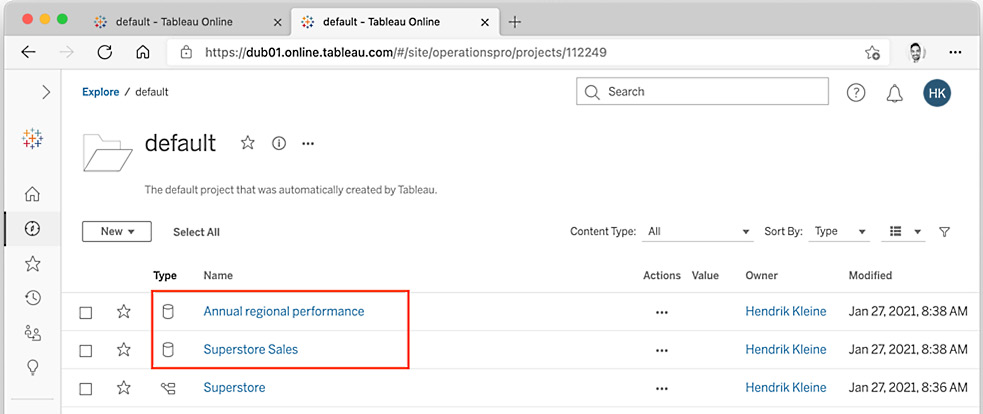 default - Tableau Online
default - Tableau Online
https://dub01.online.tableau.com/#/site/operationspro/projects/112249
Explore / default
Search
HK
default
The default project that was automatically created by Tableau.
New
Select All
Content Type: All
Sort By: Type
Type Name Actions Value Owner Modified
Annual regional performance Hendrik Kleine Jan 27, 2021, 8:38 AM
Superstore Sales Hendrik Kleine Jan 27, 2021, 8:38 AM
Superstore Hendrik Kleine Jan 27, 2021, 8:36 AM